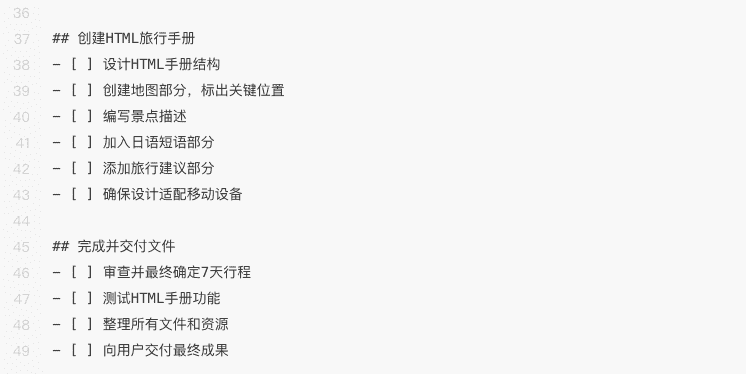 36
37 ## 创建HTML旅行手册
38 – [ ] 设计HTML手册结构
39 – [ ] 创建地图部分，标出关键位置
40 – [ ] 编写景点描述
41 – [ ] 加入日语短语部分
42 – [ ] 添加旅行建议部分
43 – [ ] 确保设计适配移动设备
44
45 ## 完成并交付文件
46 – [ ] 审查并最终确定7天行程
47 – [ ] 测试HTML手册功能
48 – [ ] 整理所有文件和资源
49 – [ ] 向用户交付最终成果